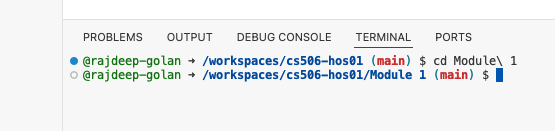 PROBLEMS OUTPUT DEBUG CONSOLE TERMINAL PORTS
@rajdeep-golan ➜ /workspaces/cs506-hos01 (main) $ cd Module\ 1
@rajdeep-golan ➜ /workspaces/cs506-hos01/Module 1 (main) $